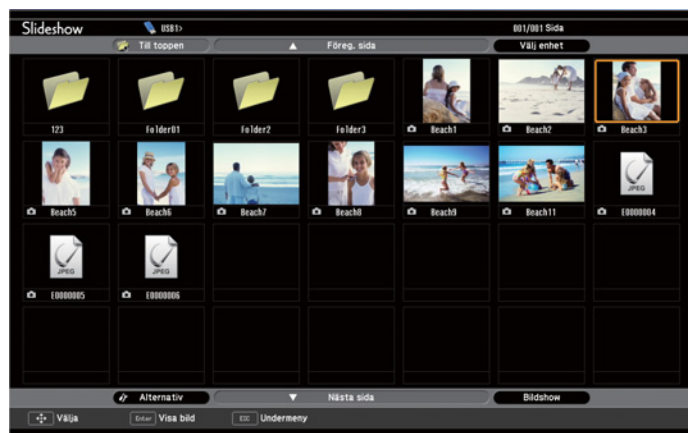 Slideshow USB1> 001/001 Sida
Till toppen Föreg. sida Välj enhet
123 Folder01 Folder2 Folder3 Beach1 Beach2 Beach3
Beach5 Beach6 Beach7 Beach8 Beach9 Beach11 JPEG E0000004
JPEG JPEG
E0000005 E0000006
Alternativ Nästa sida Bildshow
Välja Enter Visa bild ESC Undermeny